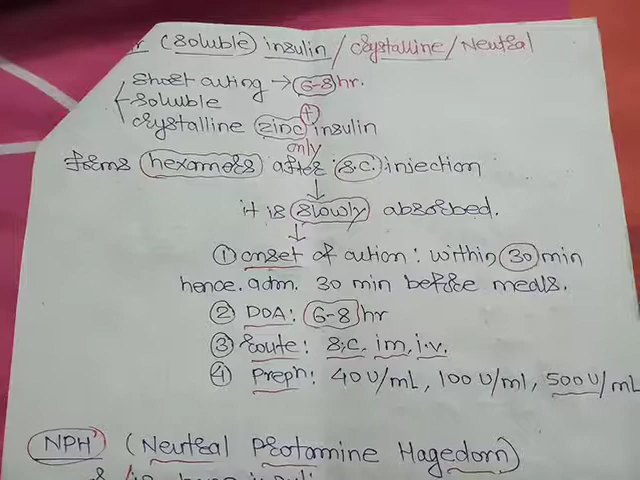 (soluble) insulin / Crystalline / Neutral
short acting → 6-8 hr.
soluble
crystalline zinc insulin
+
only
forms hexamers after s.c. injection
↓
it is slowly absorbed.
↓
① onset of action: within 30 min
hence. adm. 30 min before meals.
② DOA: 6-8 hr
③ Route: s.c. im. i.v.
④ Prepn: 40 U/mL, 100 U/ml, 500 U/mL
NPH (Neutral Protamine Hagedorn)